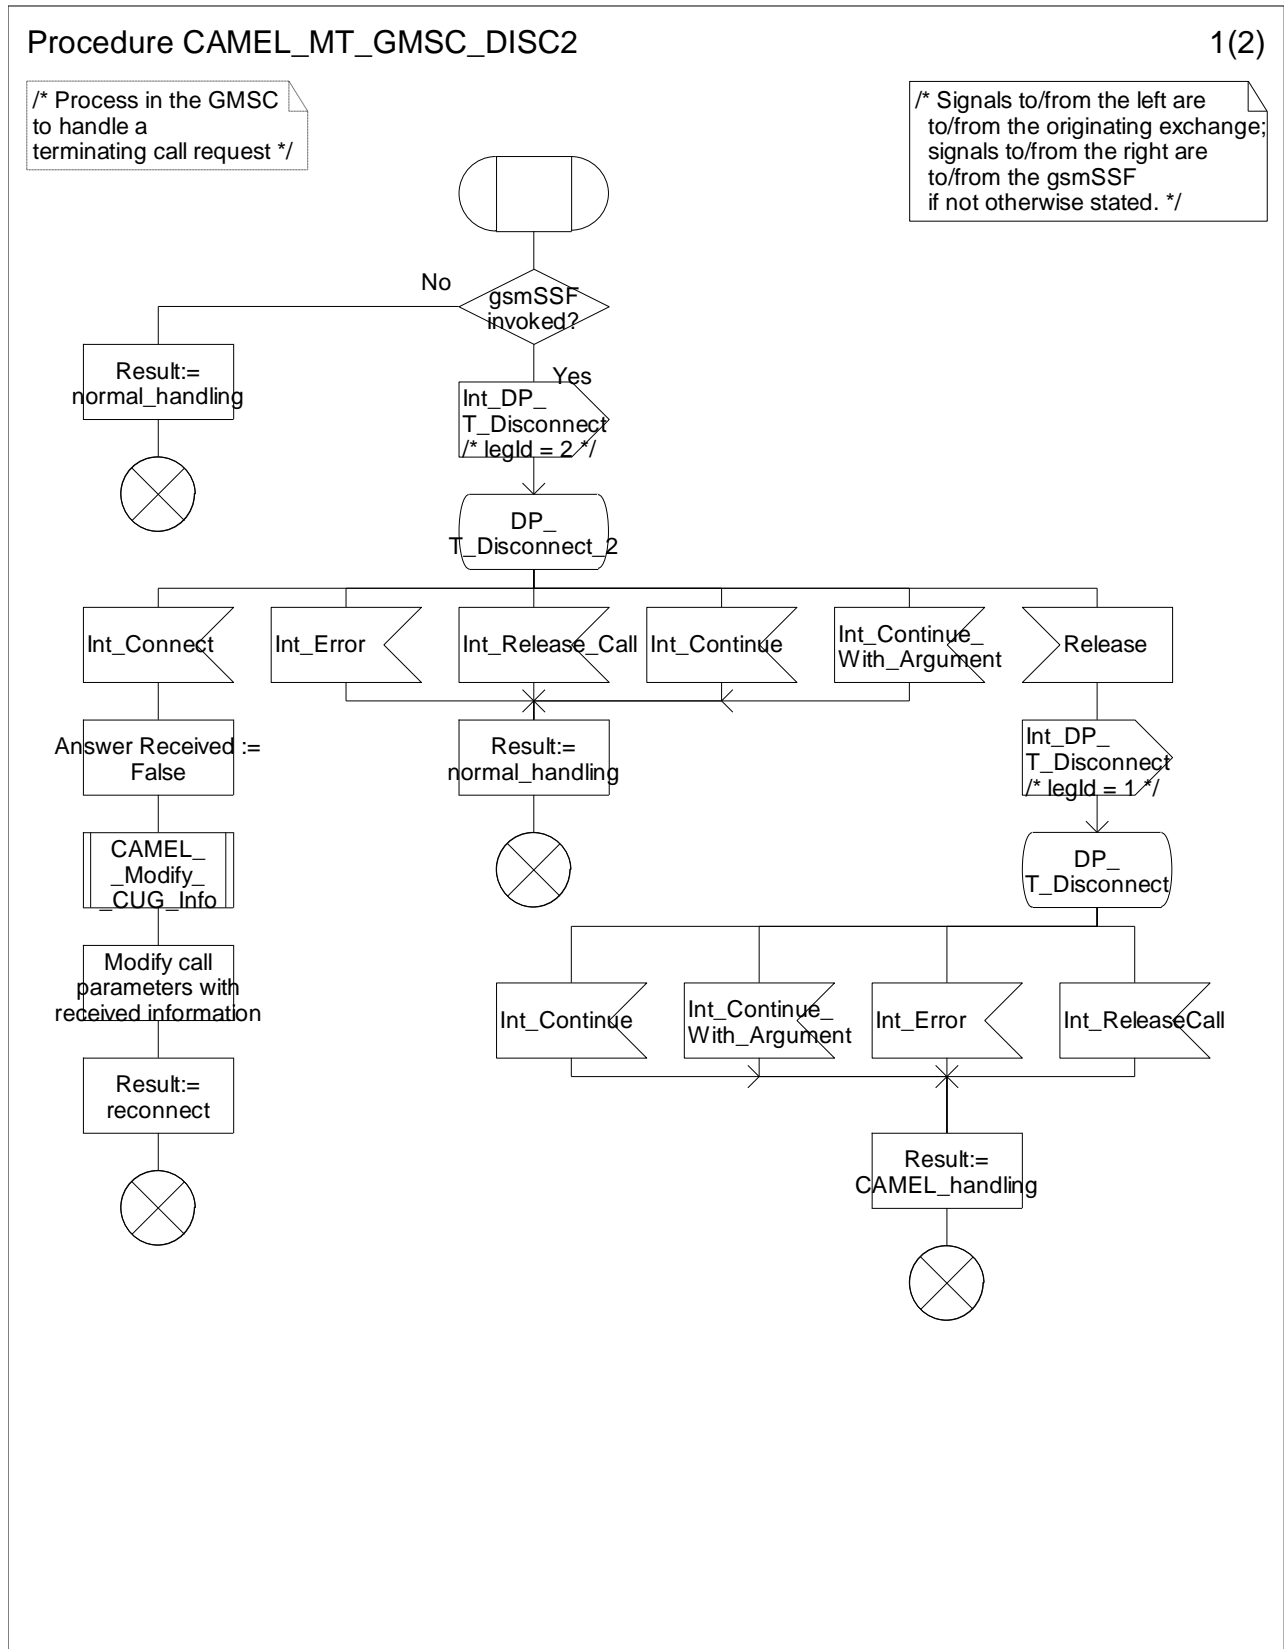 Procedure CAMEL_MT_GMSC_DISC2
1(2)
/* Process in the GMSC
to handle a
terminating call request */
/* Signals to/from the left are
to/from the originating exchange;
signals to/from the right are
to/from the gsmSSF
if not otherwise stated. */
gsmSSF
invoked?
No
Yes
Result:=
normal_handling
Int_DP_
T_Disconnect
/* legId = 2 */
DP_
T_Disconnect_2
Int_Connect
Int_Error
Int_Release_Call
Int_Continue
Int_Continue_
With_Argument
Release
Answer Received :=
False
Result:=
normal_handling
Int_DP_
T_Disconnect
/* legId = 1 */
CAMEL_
_Modify_
_CUG_Info
DP_
T_Disconnect
Modify call
parameters with
received information
Int_Continue
Int_Continue_
With_Argument
Int_Error
Int_ReleaseCall
Result:=
reconnect
Result:=
CAMEL_handling